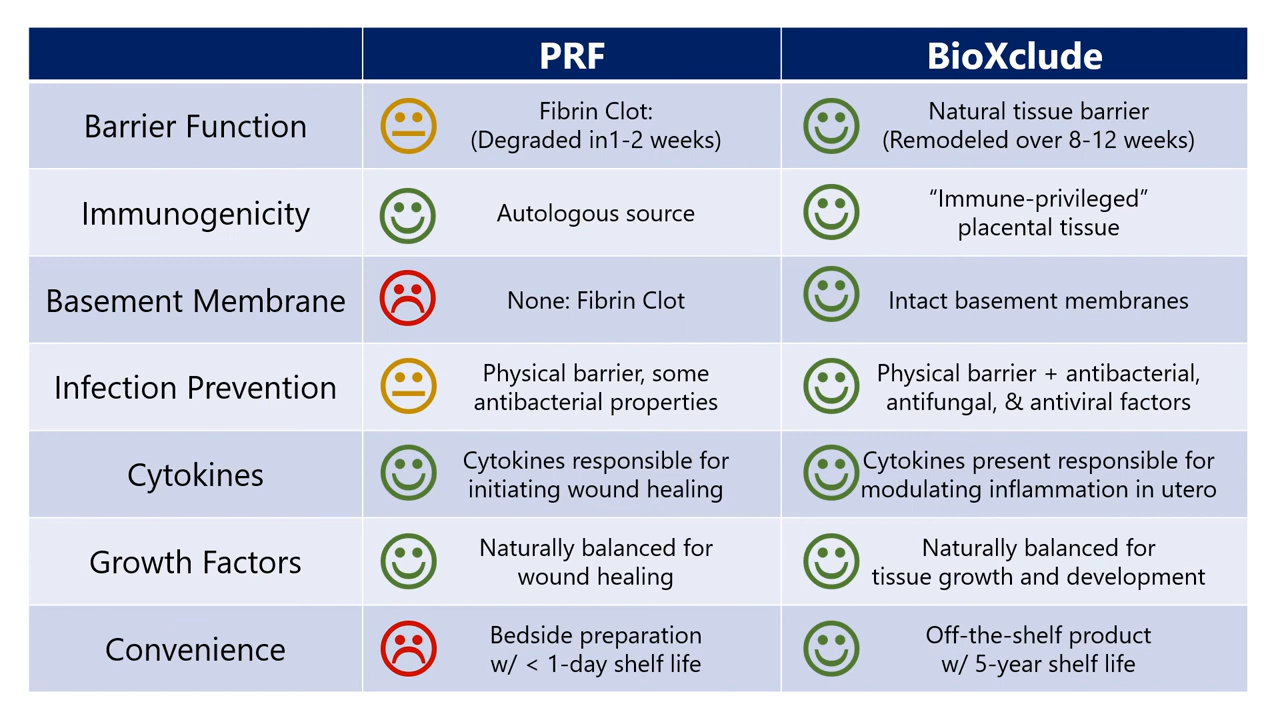 PRF
BioXclude
Barrier Function
Fibrin Clot:
(Degraded in1-2 weeks)
Natural tissue barrier
(Remodeled over 8-12 weeks)
Immunogenicity
Autologous source
“Immune-privileged”
placental tissue
Basement Membrane
None: Fibrin Clot
Intact basement membranes
Infection Prevention
Physical barrier, some
antibacterial properties
Physical barrier + antibacterial,
antifungal, & antiviral factors
Cytokines
Cytokines responsible for
initiating wound healing
Cytokines present responsible for
modulating inflammation in utero
Growth Factors
Naturally balanced for
wound healing
Naturally balanced for
tissue growth and development
Convenience
Bedside preparation
w/ < 1-day shelf life
Off-the-shelf product
w/ 5-year shelf life